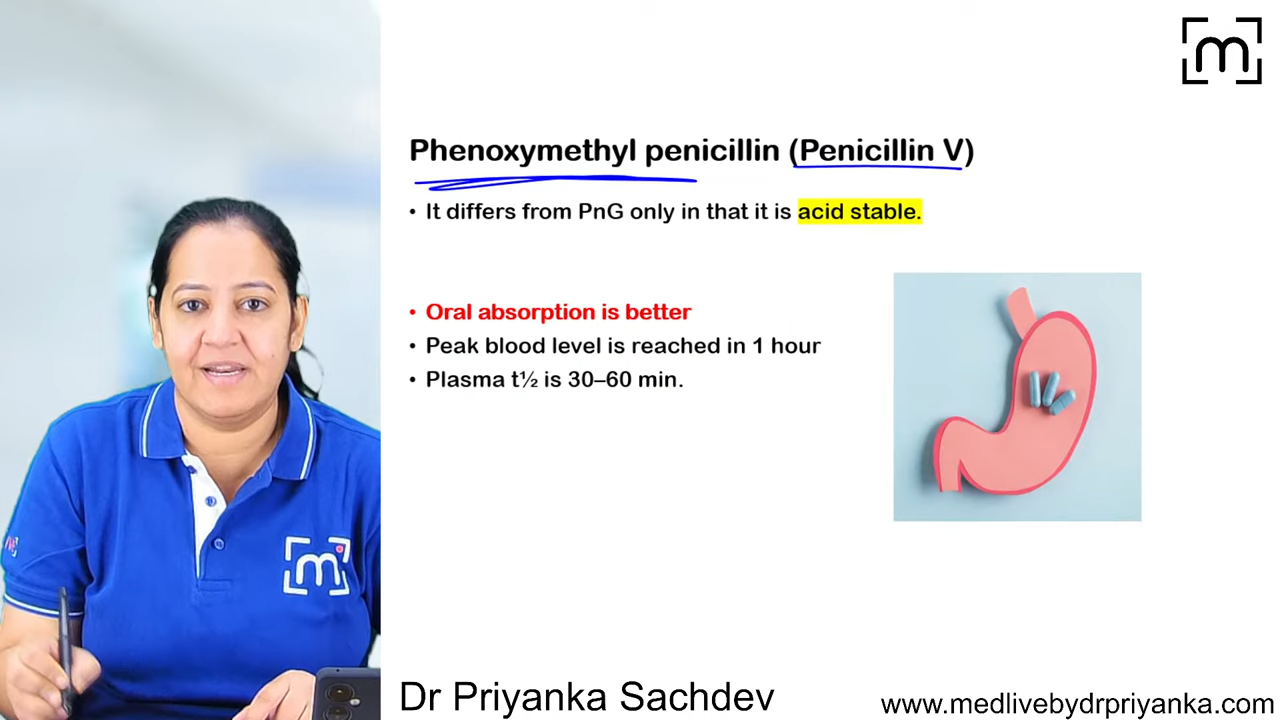 m
Phenoxymethyl penicillin (Penicillin V)
• It differs from PnG only in that it is acid stable.
• Oral absorption is better
• Peak blood level is reached in 1 hour
• Plasma t½ is 30–60 min.
m
Dr Priyanka Sachdev
www.medlivebydrpriyanka.com